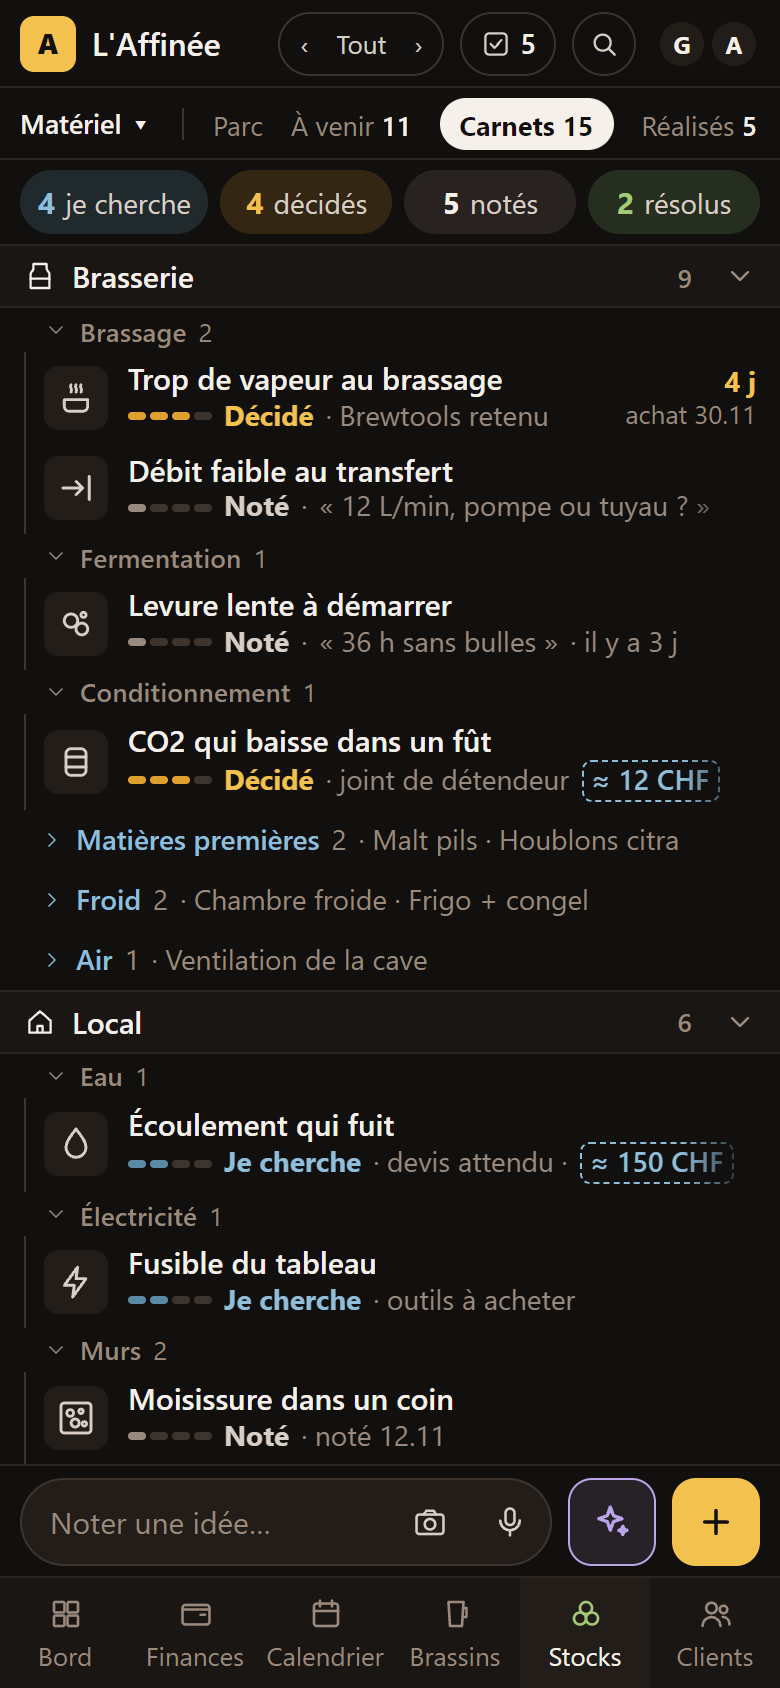 A L'Affinée ‹ Tout › 5 G A
Matériel ▼ Parc À venir 11 Carnets 15 Réalisés 5
4 je cherche 4 décidés 5 notés 2 résolus
Brasserie 9
Brassage 2
Trop de vapeur au brassage 4 j
Décidé · Brewtools retenu achat 30.11
Débit faible au transfert
Noté · « 12 L/min, pompe ou tuyau ? »
Fermentation 1
Levure lente à démarrer
Noté · « 36 h sans bulles » · il y a 3 j
Conditionnement 1
CO2 qui baisse dans un fût
Décidé · joint de détendeur ≈ 12 CHF
Matières premières 2 · Malt pils · Houblons citra
Froid 2 · Chambre froide · Frigo + congel
Air 1 · Ventilation de la cave
Local 6
Eau 1
Écoulement qui fuit
Je cherche · devis attendu · ≈ 150 CHF
Électricité 1
Fusible du tableau
Je cherche · outils à acheter
Murs 2
Moisissure dans un coin
Noté · noté 12.11
Noter une idée...
Bord Finances Calendrier Brassins Stocks Clients